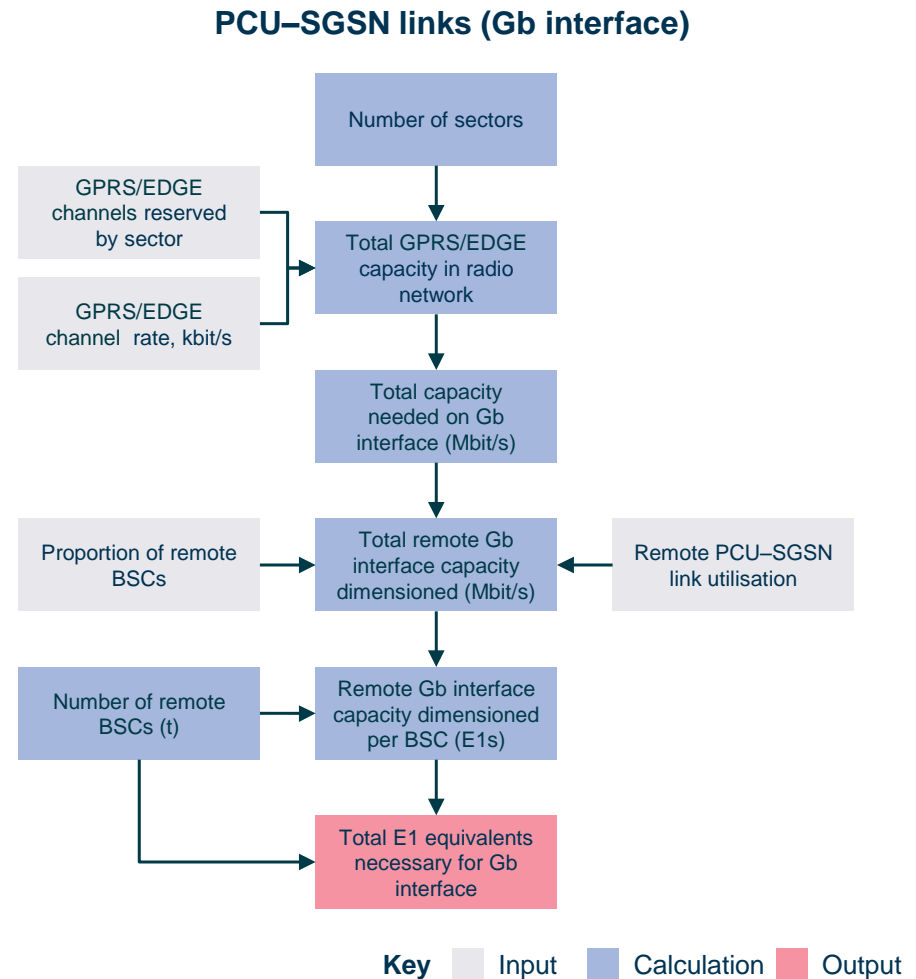 PCU–SGSN links (Gb interface)
Number of sectors
GPRS/EDGE
channels reserved
by sector
GPRS/EDGE
channel rate, kbit/s
Total GPRS/EDGE
capacity in radio
network
Total capacity
needed on Gb
interface (Mbit/s)
Proportion of remote
BSCs
Total remote Gb
interface capacity
dimensioned (Mbit/s)
Remote PCU–SGSN
link utilisation
Number of remote
BSCs (t)
Remote Gb interface
capacity dimensioned
per BSC (E1s)
Total E1 equivalents
necessary for Gb
interface
Key Input Calculation Output